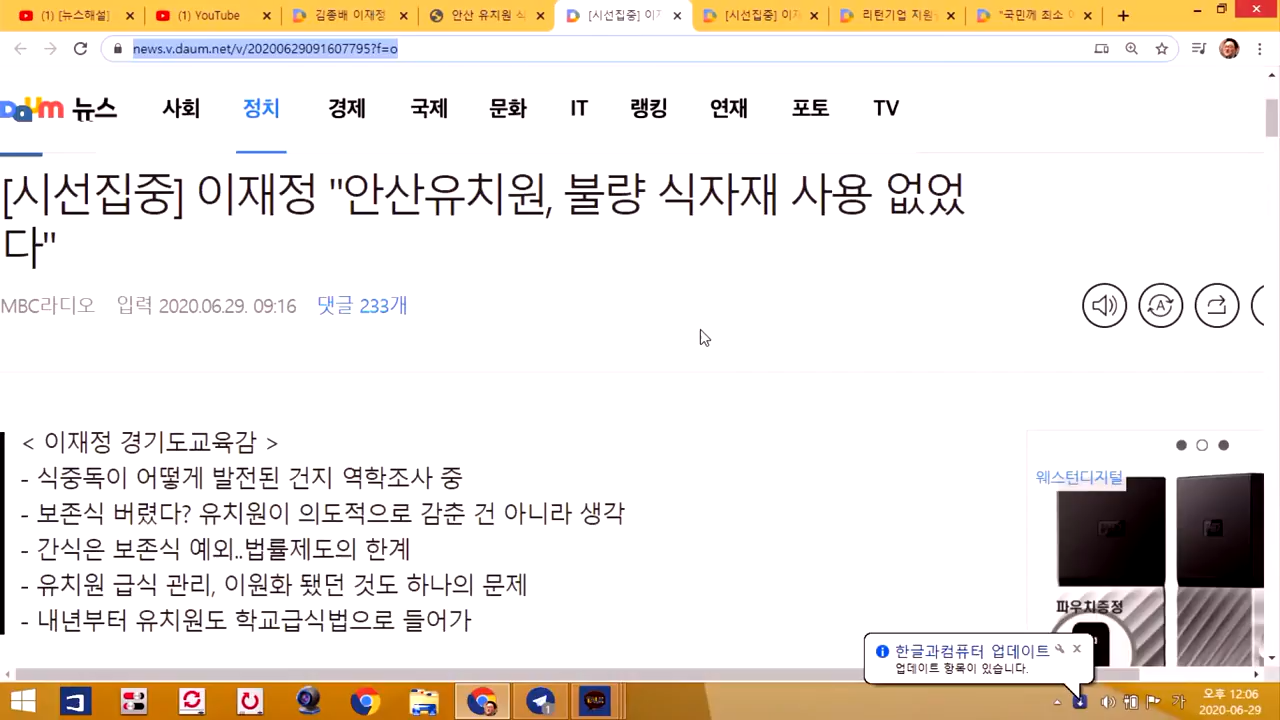 (1) [뉴스해설]
(1) YouTube
김종배 이재정
안산 유치원 식
[시선집중] 이
[시선집중] 이재
리턴기업 지원
"국민께 최소
news.v.daum.net/v/20200629091607795?f=o
Daum 뉴스 사회 정치 경제 국제 문화 IT 랭킹 연재 포토 TV
[시선집중] 이재정 "안산유치원, 불량 식자재 사용 없었
다"
MBC라디오 입력 2020.06.29. 09:16 댓글 233개
< 이재정 경기도교육감 >
- 식중독이 어떻게 발전된 건지 역학조사 중
- 보존식 버렸다? 유치원이 의도적으로 감춘 건 아니라 생각
- 간식은 보존식 예외..법률제도의 한계
- 유치원 급식 관리, 이원화 됐던 것도 하나의 문제
- 내년부터 유치원도 학교급식법으로 들어가
웨스턴디지털
파우치증정
한글과컴퓨터 업데이트
업데이트 항목이 있습니다.
가
오후 12:06
2020-06-29